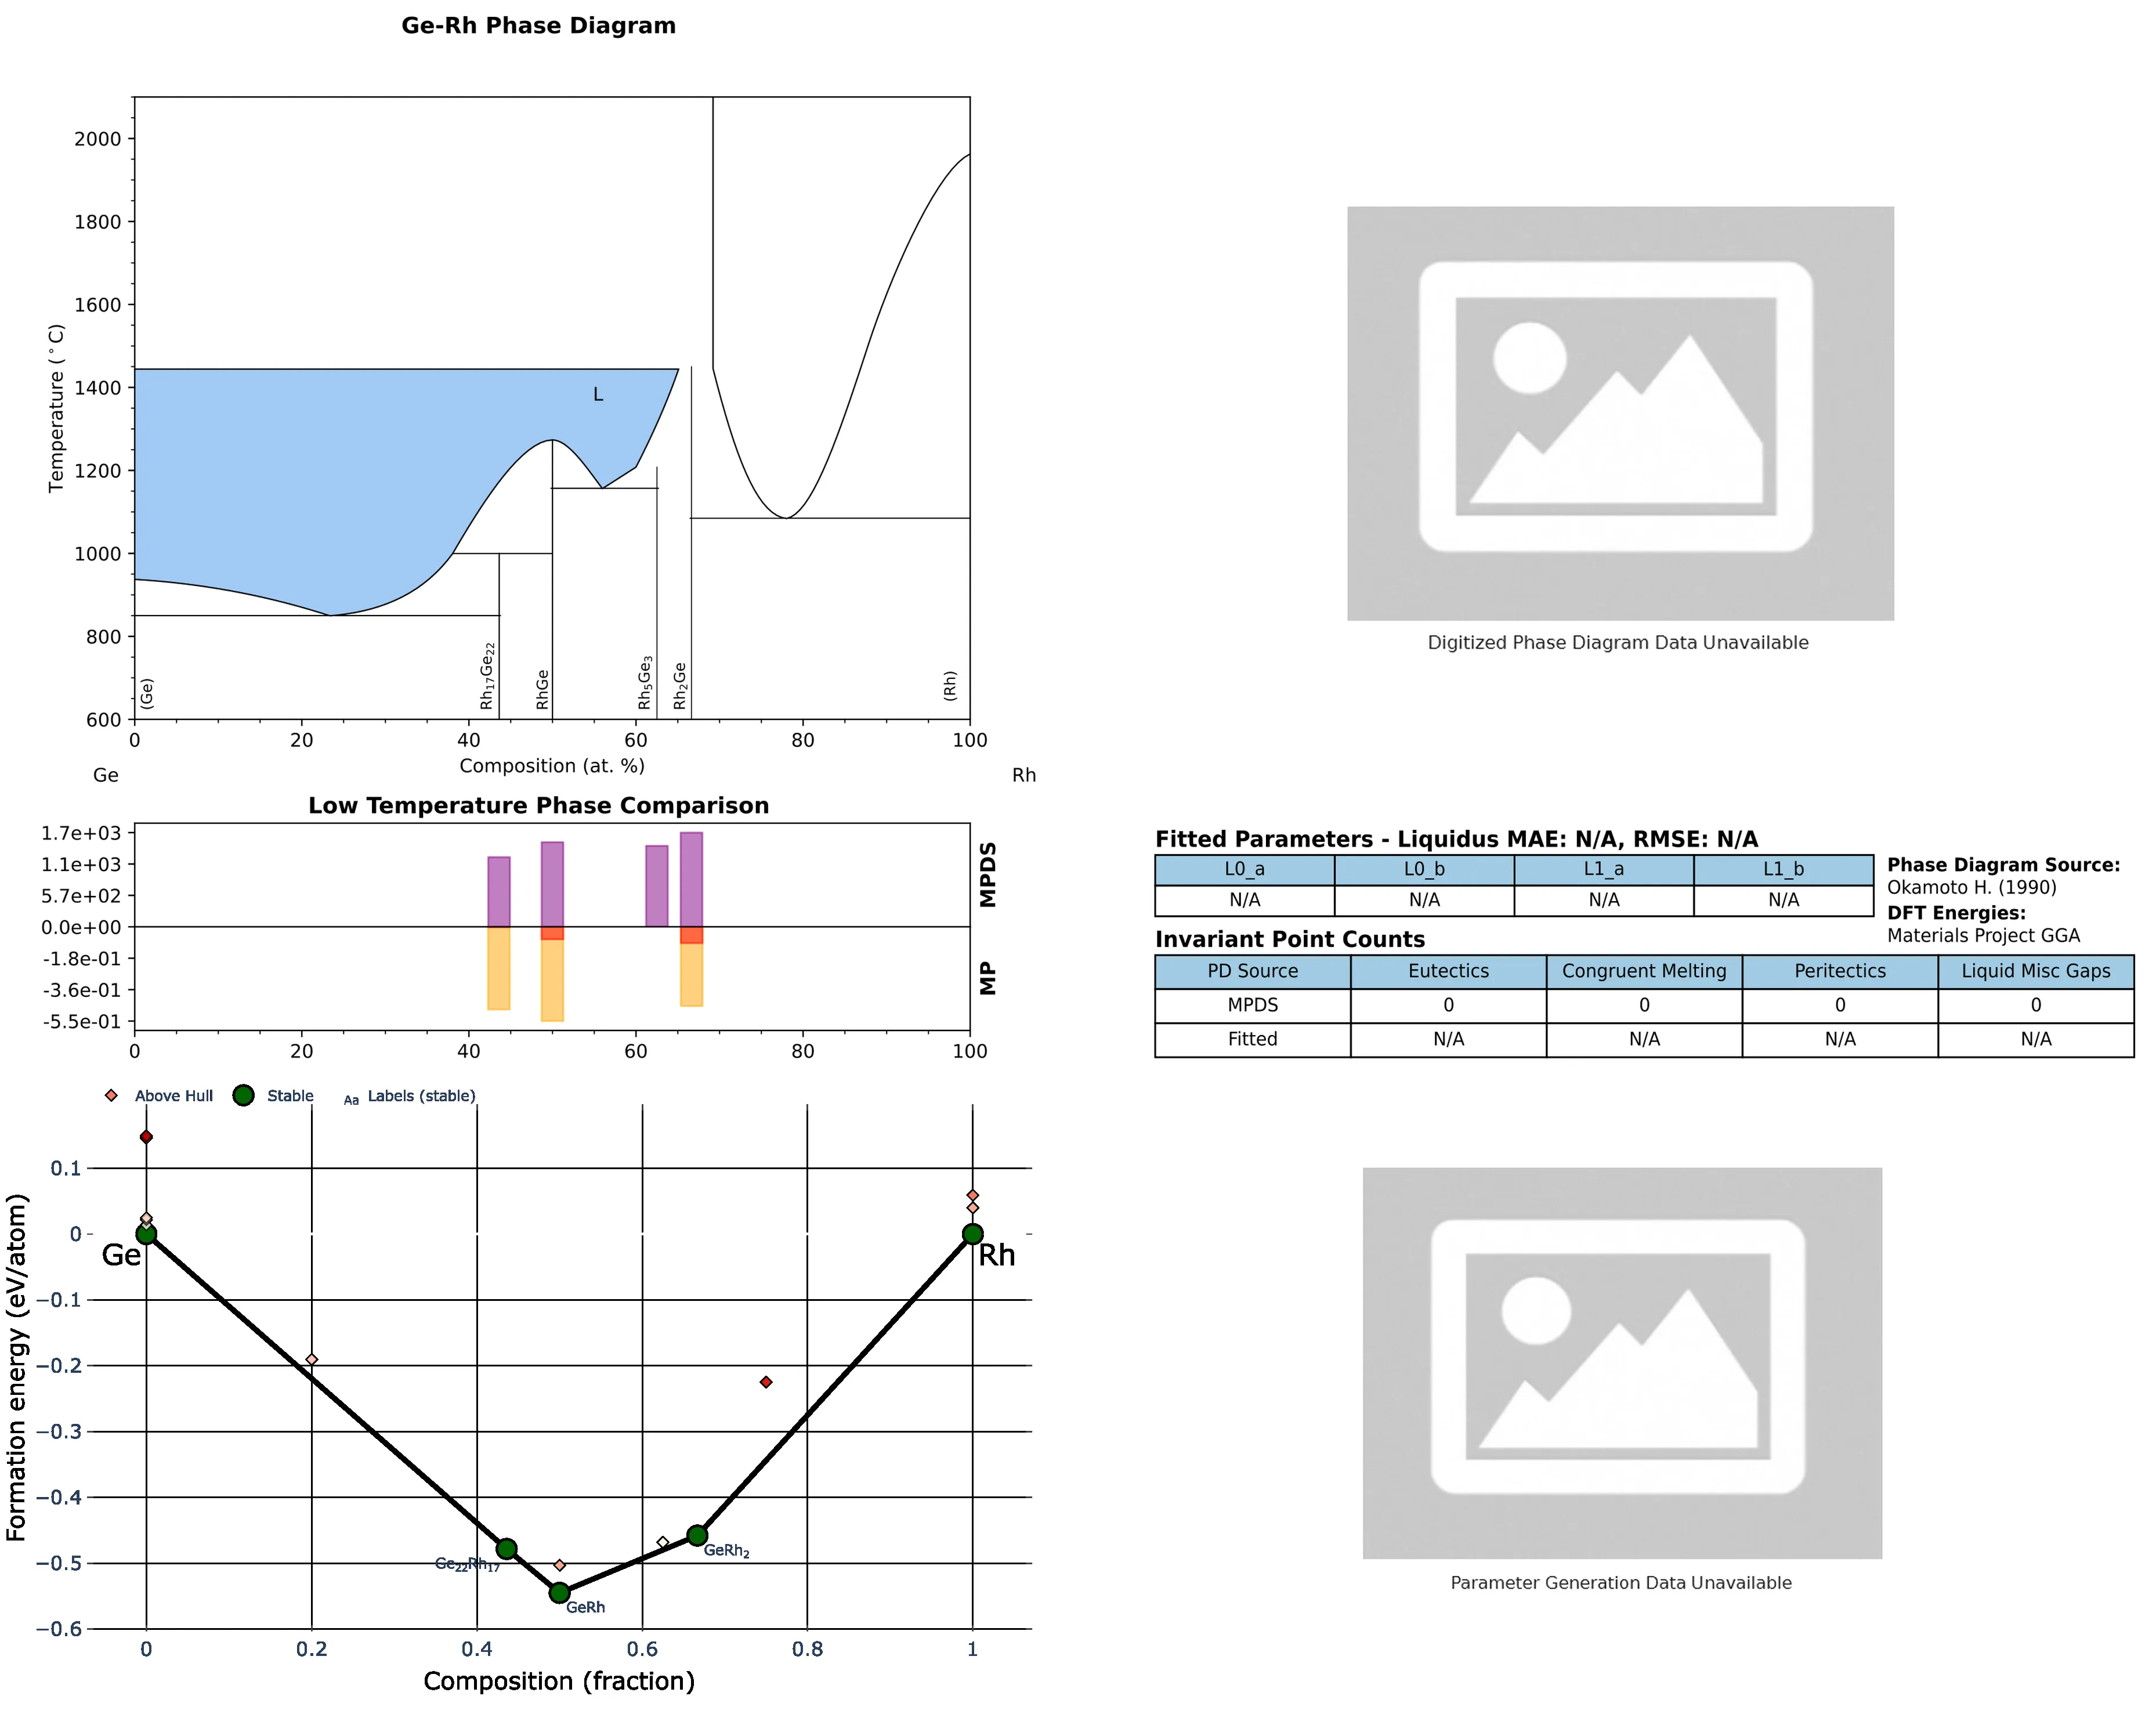 Ge-Rh Phase Diagram
2000
1800
1600
1400
1200
1000
800
600
Temperature (°C)
L
(Ge)
Rh17Ge22
RhGe
Rh5Ge3
Rh2Ge
(Rh)
0 20 40 60 80 100
Composition (at. %)
Ge
Rh
Digitized Phase Diagram Data Unavailable
Low Temperature Phase Comparison
1.7e+03
1.1e+03
5.7e+02
0.0e+00
-1.8e-01
-3.6e-01
-5.5e-01
MPDS
MP
0 20 40 60 80 100
Fitted Parameters - Liquidus MAE: N/A, RMSE: N/A
L0_a L0_b L1_a L1_b
N/A N/A N/A N/A
Phase Diagram Source:
Okamoto H. (1990)
DFT Energies:
Materials Project GGA
Invariant Point Counts
PD Source Eutectics Congruent Melting Peritectics Liquid Misc Gaps
MPDS 0 0 0 0
Fitted N/A N/A N/A N/A
Above Hull Stable Aa Labels (stable)
0.1
0
−0.1
−0.2
−0.3
−0.4
−0.5
−0.6
Formation energy (eV/atom)
Ge
Rh
Ge22Rh17
GeRh
GeRh2
0 0.2 0.4 0.6 0.8 1
Composition (fraction)
Parameter Generation Data Unavailable